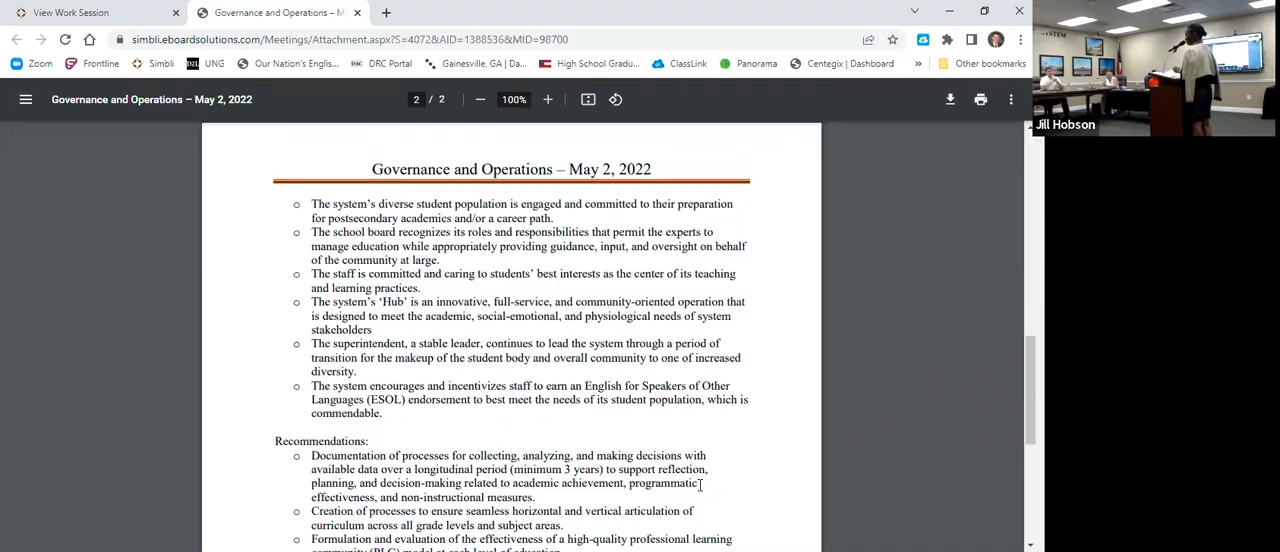 View Work Session
Governance and Operations – M
simbli.eboardsolutions.com/Meetings/Attachment.aspx?S=4072&AID=1388536&MID=98700
Zoom
Frontline
Simbli
D2L
UNG
Our Nation's Englis...
DRC Portal
Gainesville, GA | Da...
High School Gradu...
ClassLink
Panorama
Centegix | Dashboard
»
Other bookmarks
Governance and Operations – May 2, 2022
2 / 2
100%
Jill Hobson
Governance and Operations – May 2, 2022
o The system's diverse student population is engaged and committed to their preparation
for postsecondary academics and/or a career path.
o The school board recognizes its roles and responsibilities that permit the experts to
manage education while appropriately providing guidance, input, and oversight on behalf
of the community at large.
o The staff is committed and caring to students' best interests as the center of its teaching
and learning practices.
o The system's 'Hub' is an innovative, full-service, and community-oriented operation that
is designed to meet the academic, social-emotional, and physiological needs of system
stakeholders
o The superintendent, a stable leader, continues to lead the system through a period of
transition for the makeup of the student body and overall community to one of increased
diversity.
o The system encourages and incentivizes staff to earn an English for Speakers of Other
Languages (ESOL) endorsement to best meet the needs of its student population, which is
commendable.
Recommendations:
o Documentation of processes for collecting, analyzing, and making decisions with
available data over a longitudinal period (minimum 3 years) to support reflection,
planning, and decision-making related to academic achievement, programmatic
effectiveness, and non-instructional measures.
o Creation of processes to ensure seamless horizontal and vertical articulation of
curriculum across all grade levels and subject areas.
o Formulation and evaluation of the effectiveness of a high-quality professional learning
community (PLC) model at each level of education.